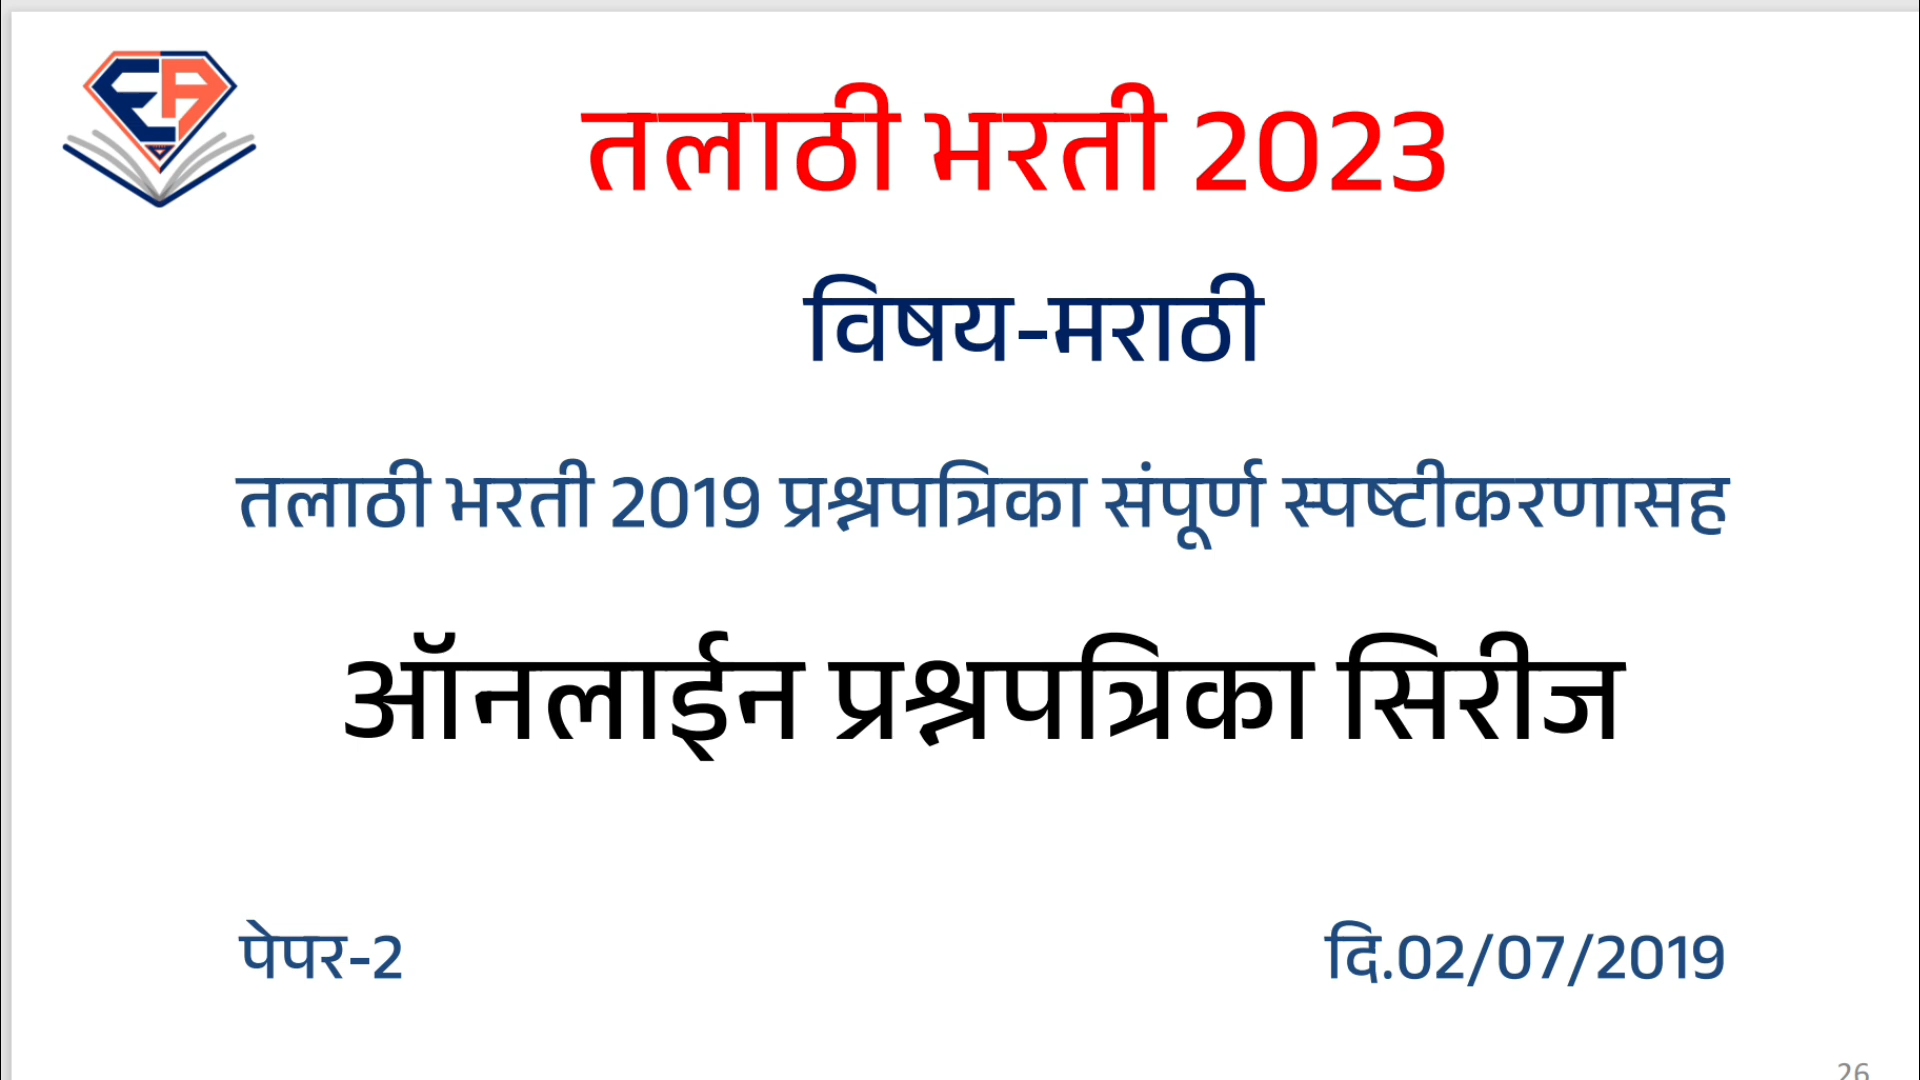 EA
तलाठी भरती 2023
विषय-मराठी
तलाठी भरती 2019 प्रश्नपत्रिका संपूर्ण स्पष्टीकरणासह
ऑनलाईन प्रश्नपत्रिका सिरीज
पेपर-2
दि.02/07/2019
26